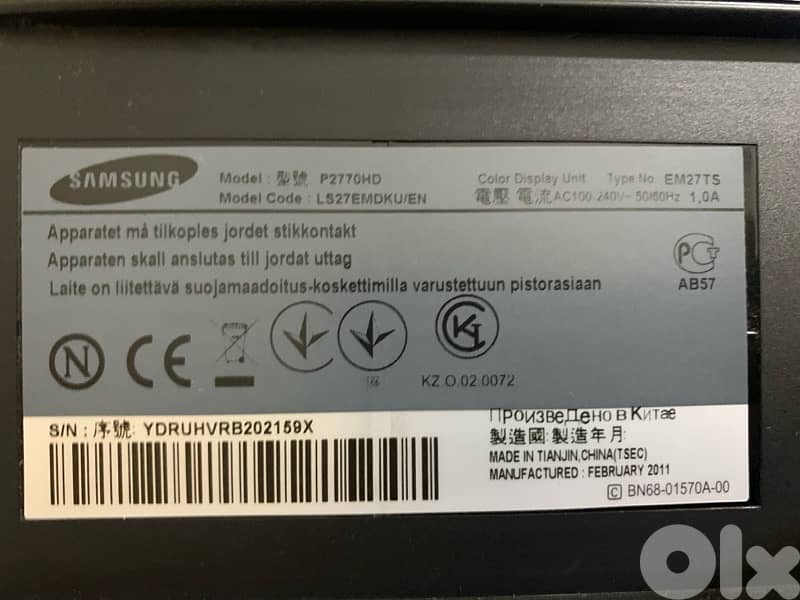 SAMSUNG
Model : 型號 P2770HD
Model Code : LS27EMDKU/EN
Color Display Unit Type No. EM27TS
電壓 電流 AC100-240V~ 50/60Hz 1,0A
Apparatet må tilkoples jordet stikkontakt
Apparaten skall anslutas till jordat uttag
Laite on liitettävä suojamaadoitus-koskettimilla varustettuun pistorasiaan
PCT
AB57
N CE
KZ.O.02.0072
S/N : 序號: YDRUHVRB202159X
Произведено в Китае
製造國: 製造年月:
MADE IN TIANJIN,CHINA(TSEC)
MANUFACTURED : FEBRUARY 2011
C BN68-01570A-00
Olx